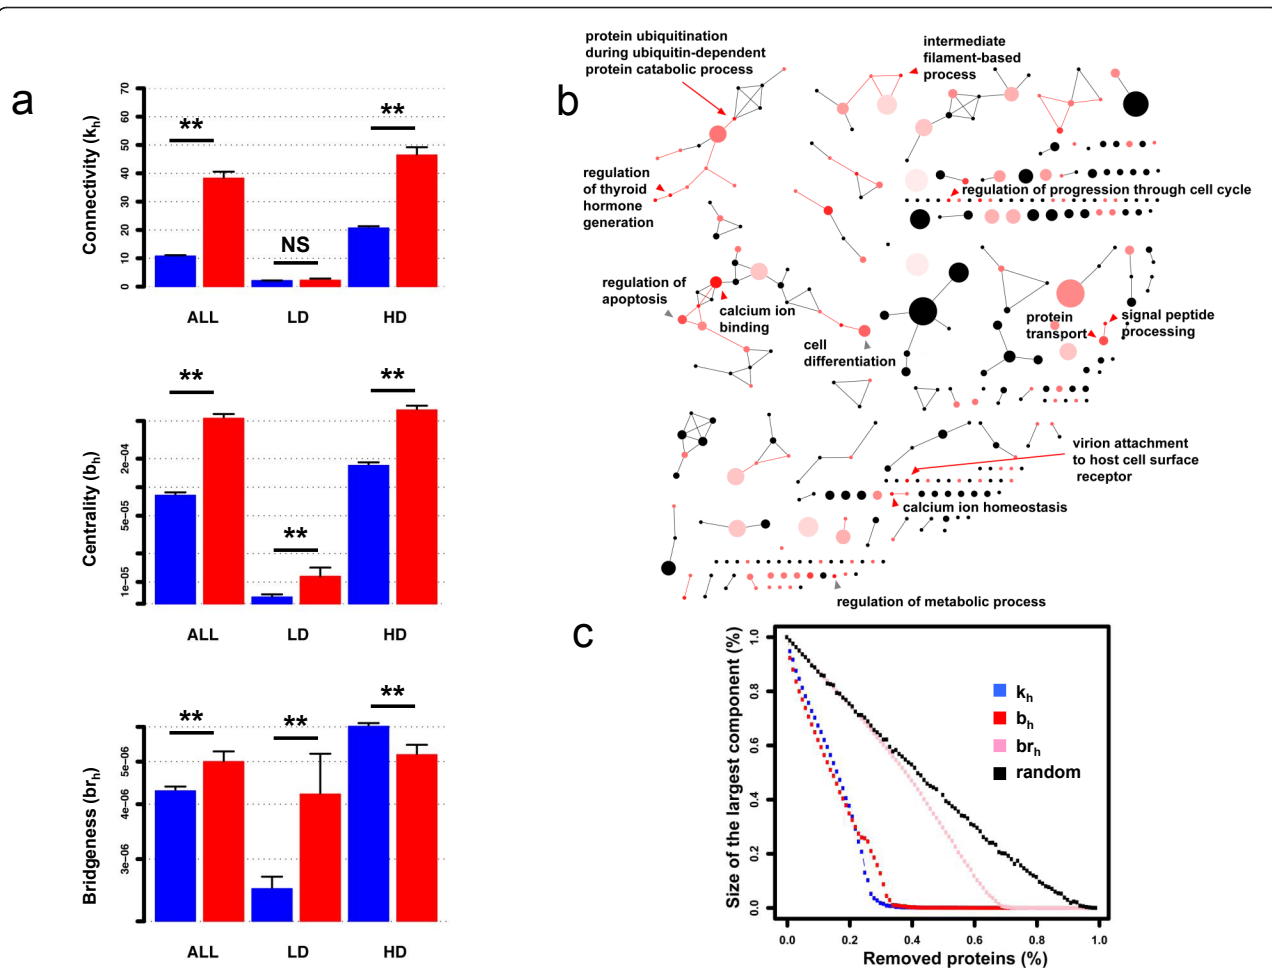 a
Connectivity (kh)
70
60
50
40
30
20
10
0
**
NS
**
ALL
LD
HD
Centrality (bh)
2e−04
5e−05
1e−05
**
**
**
ALL
LD
HD
Bridgeness (brh)
5e−06
4e−06
3e−06
**
**
**
ALL
LD
HD
b
protein ubiquitination
during ubiquitin-dependent
protein catabolic process
intermediate
filament-based
process
regulation
of thyroid
hormone
generation
regulation of progression through cell cycle
regulation of
apoptosis
calcium ion
binding
cell
differentiation
protein
transport
signal peptide
processing
virion attachment
to host cell surface
receptor
calcium ion homeostasis
regulation of metabolic process
c
Size of the largest component (%)
1.0
0.8
0.6
0.4
0.2
0.0
kh
bh
brh
random
0.0 0.2 0.4 0.6 0.8 1.0
Removed proteins (%)